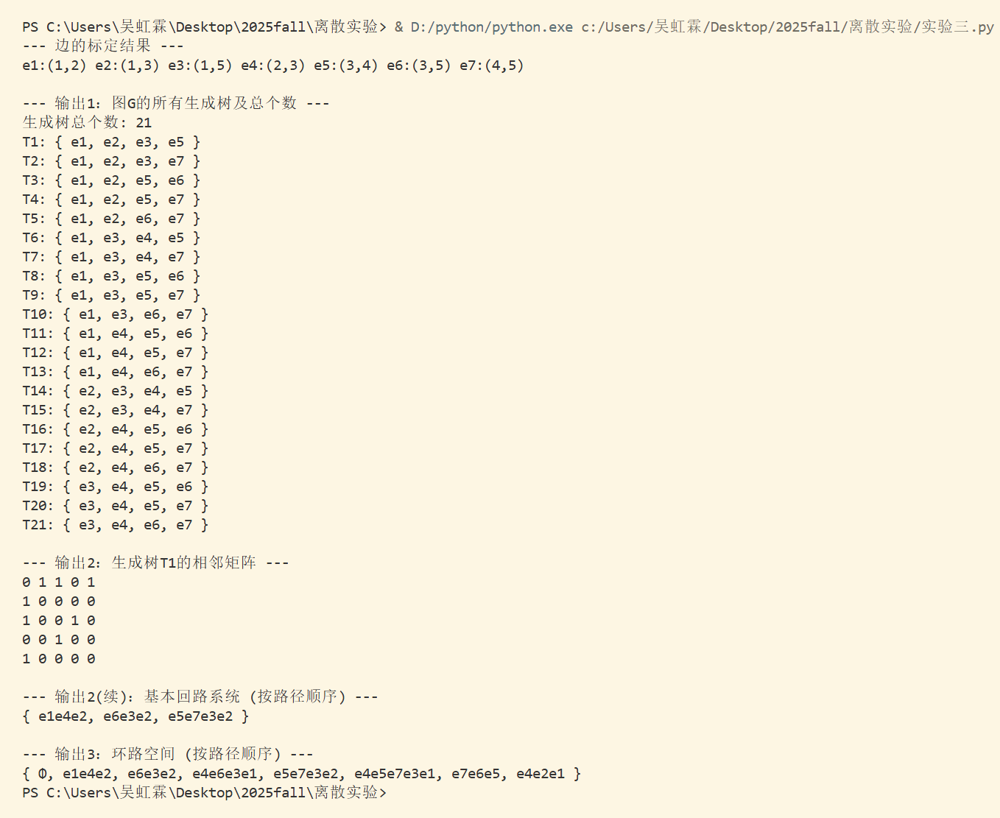 PS C:\Users\吴虹霖\Desktop\2025fall\离散实验> & D:/python/python.exe c:/Users/吴虹霖/Desktop/2025fall/离散实验/实验三.py
--- 边的标定结果 ---
e1:(1,2) e2:(1,3) e3:(1,5) e4:(2,3) e5:(3,4) e6:(3,5) e7:(4,5)
--- 输出1: 图G的所有生成树及总个数 ---
生成树总个数: 21
T1: { e1, e2, e3, e5 }
T2: { e1, e2, e3, e7 }
T3: { e1, e2, e5, e6 }
T4: { e1, e2, e5, e7 }
T5: { e1, e2, e6, e7 }
T6: { e1, e3, e4, e5 }
T7: { e1, e3, e4, e7 }
T8: { e1, e3, e5, e6 }
T9: { e1, e3, e5, e7 }
T10: { e1, e3, e6, e7 }
T11: { e1, e4, e5, e6 }
T12: { e1, e4, e5, e7 }
T13: { e1, e4, e6, e7 }
T14: { e2, e3, e4, e5 }
T15: { e2, e3, e4, e7 }
T16: { e2, e4, e5, e6 }
T17: { e2, e4, e5, e7 }
T18: { e2, e4, e6, e7 }
T19: { e3, e4, e5, e6 }
T20: { e3, e4, e5, e7 }
T21: { e3, e4, e6, e7 }
--- 输出2: 生成树T1的相邻矩阵 ---
0 1 1 0 1
1 0 0 0 0
1 0 0 1 0
0 0 1 0 0
1 0 0 0 0
--- 输出2(续): 基本回路系统 (按路径顺序) ---
{ e1e4e2, e6e3e2, e5e7e3e2 }
--- 输出3: 环路空间 (按路径顺序) ---
{ Φ, e1e4e2, e6e3e2, e4e6e3e1, e5e7e3e2, e4e5e7e3e1, e7e6e5, e4e2e1 }
PS C:\Users\吴虹霖\Desktop\2025fall\离散实验>